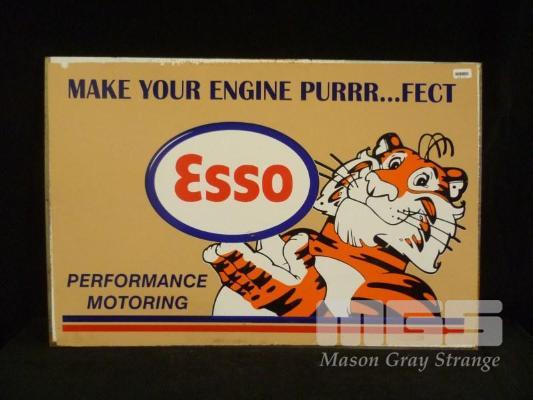 MAKE YOUR ENGINE PURRR...FECT
Esso
PERFORMANCE
MOTORING
MGS
Mason Gray Strange